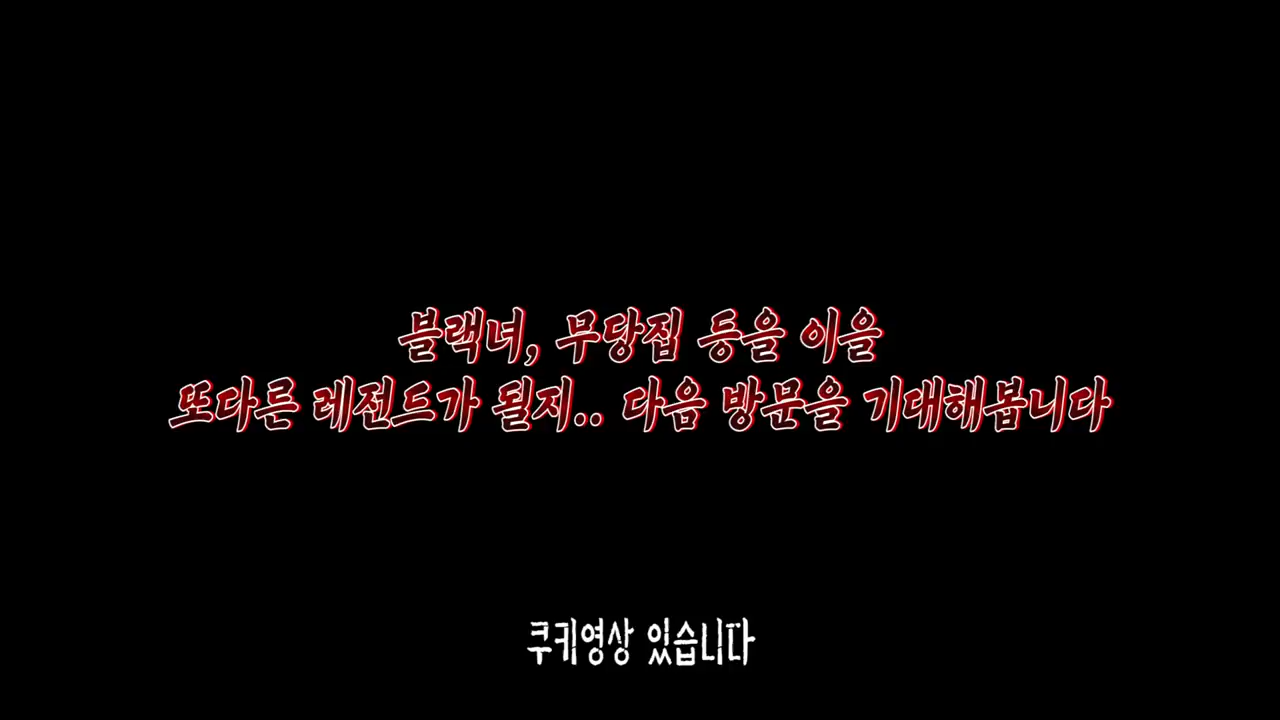 블랙녀, 무당집 등을 이을
또다른 레전드가 될지.. 다음 방문을 기대해봅니다
쿠키영상 있습니다